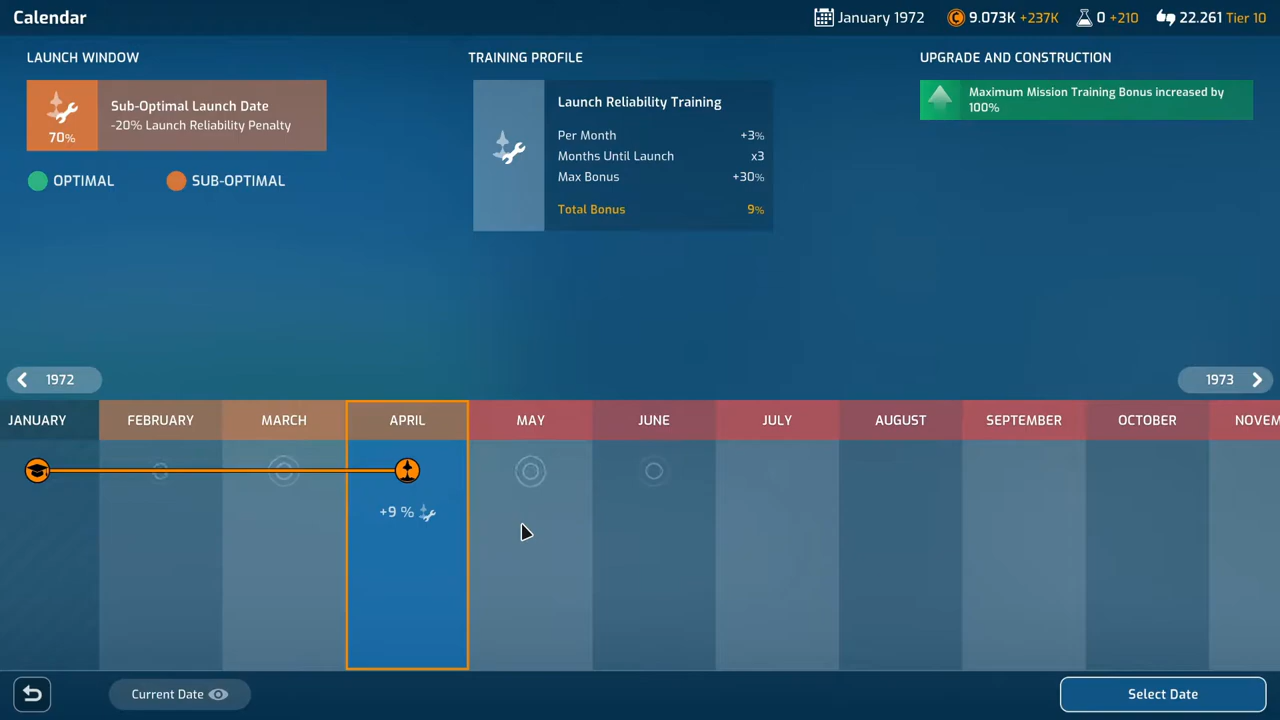 Calendar
January 1972
9.073K +237K
0 +210
22.261 Tier 10
LAUNCH WINDOW
70%
Sub-Optimal Launch Date
-20% Launch Reliability Penalty
OPTIMAL
SUB-OPTIMAL
TRAINING PROFILE
Launch Reliability Training
Per Month +3%
Months Until Launch x3
Max Bonus +30%
Total Bonus 9%
UPGRADE AND CONSTRUCTION
Maximum Mission Training Bonus increased by
100%
1972
1973
JANUARY
FEBRUARY
MARCH
APRIL
MAY
JUNE
JULY
AUGUST
SEPTEMBER
OCTOBER
NOVEM
+9 %
Current Date
Select Date